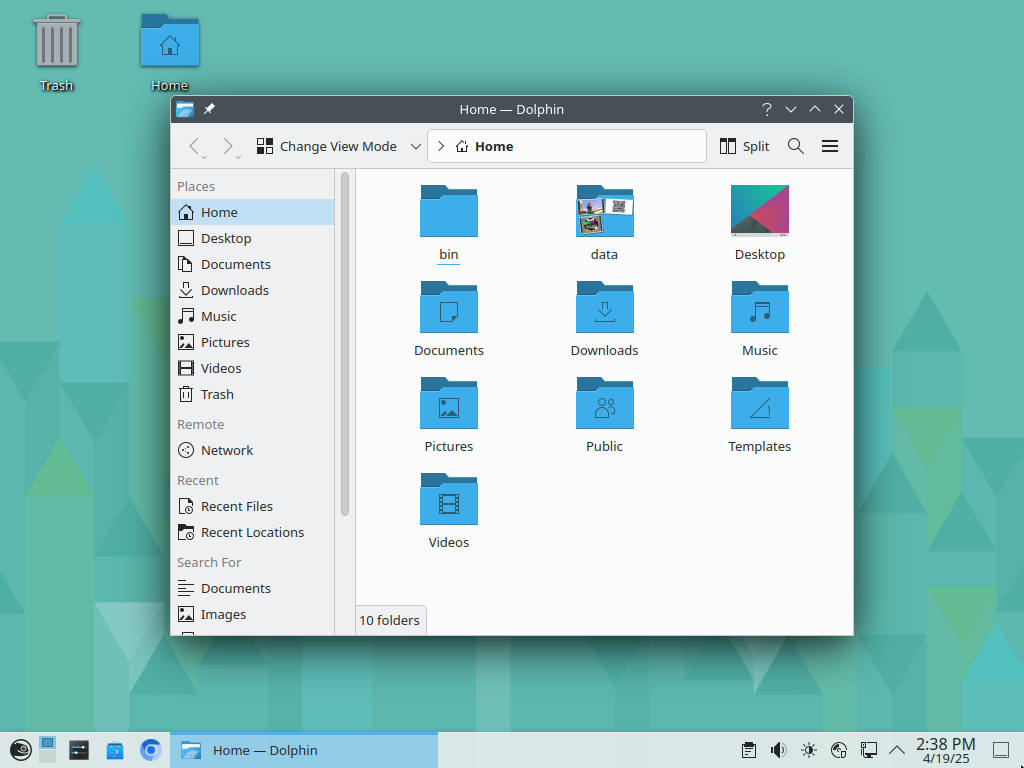 Trash
Home
Home — Dolphin
Change View Mode
Home
Split
Places
Home
Desktop
Documents
Downloads
Music
Pictures
Videos
Trash
Remote
Network
Recent
Recent Files
Recent Locations
Search For
Documents
Images
bin
data
Desktop
Documents
Downloads
Music
Pictures
Public
Templates
Videos
10 folders
Home — Dolphin
2:38 PM
4/19/25